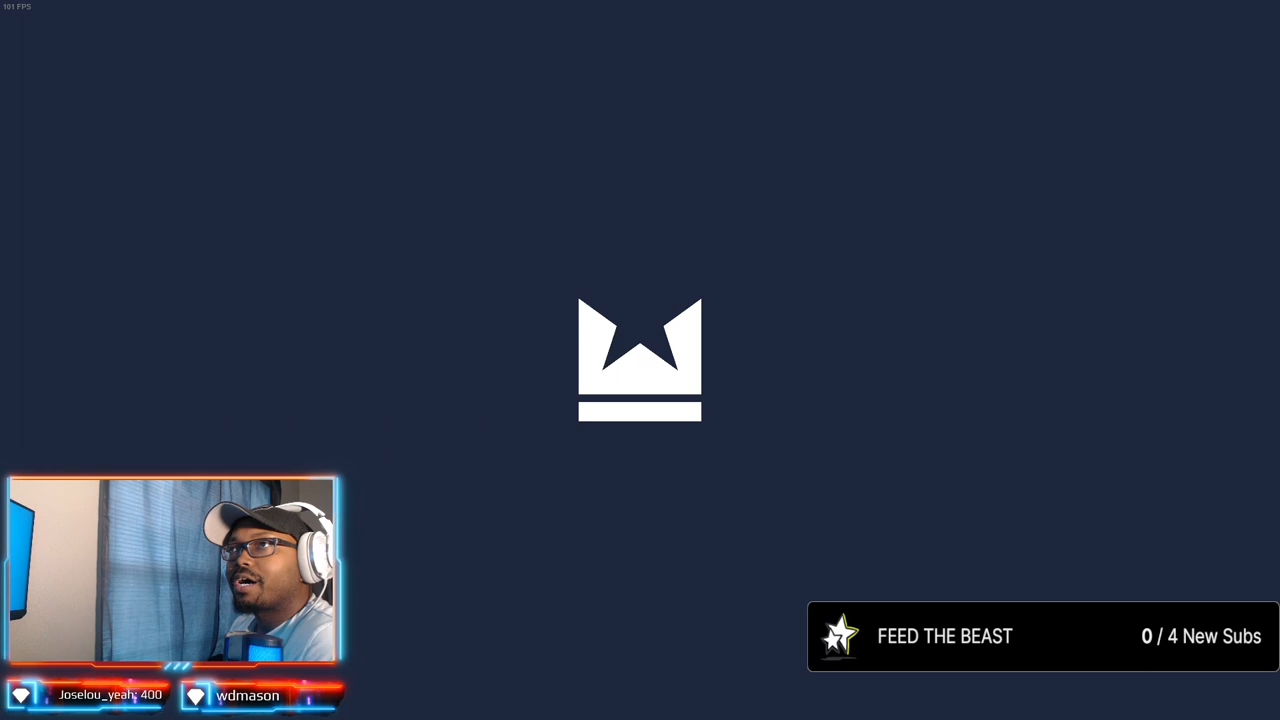 101 FPS
FEED THE BEAST
0 / 4 New Subs
Joselou_yeah: 400
wdmason